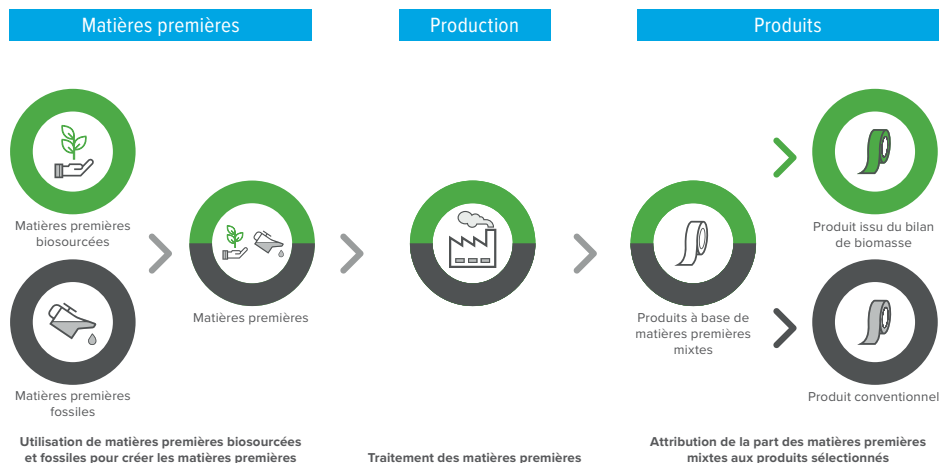 Matières premières
Production
Produits
Matières premières
biosourcées
Matières premières
fossiles
Matières premières
Produits à base de
matières premières
mixtes
Produit issu du bilan
de biomasse
Produit conventionnel
Utilisation de matières premières biosourcées
et fossiles pour créer les matières premières
Traitement des matières premières
Attribution de la part des matières premières
mixtes aux produits sélectionnés